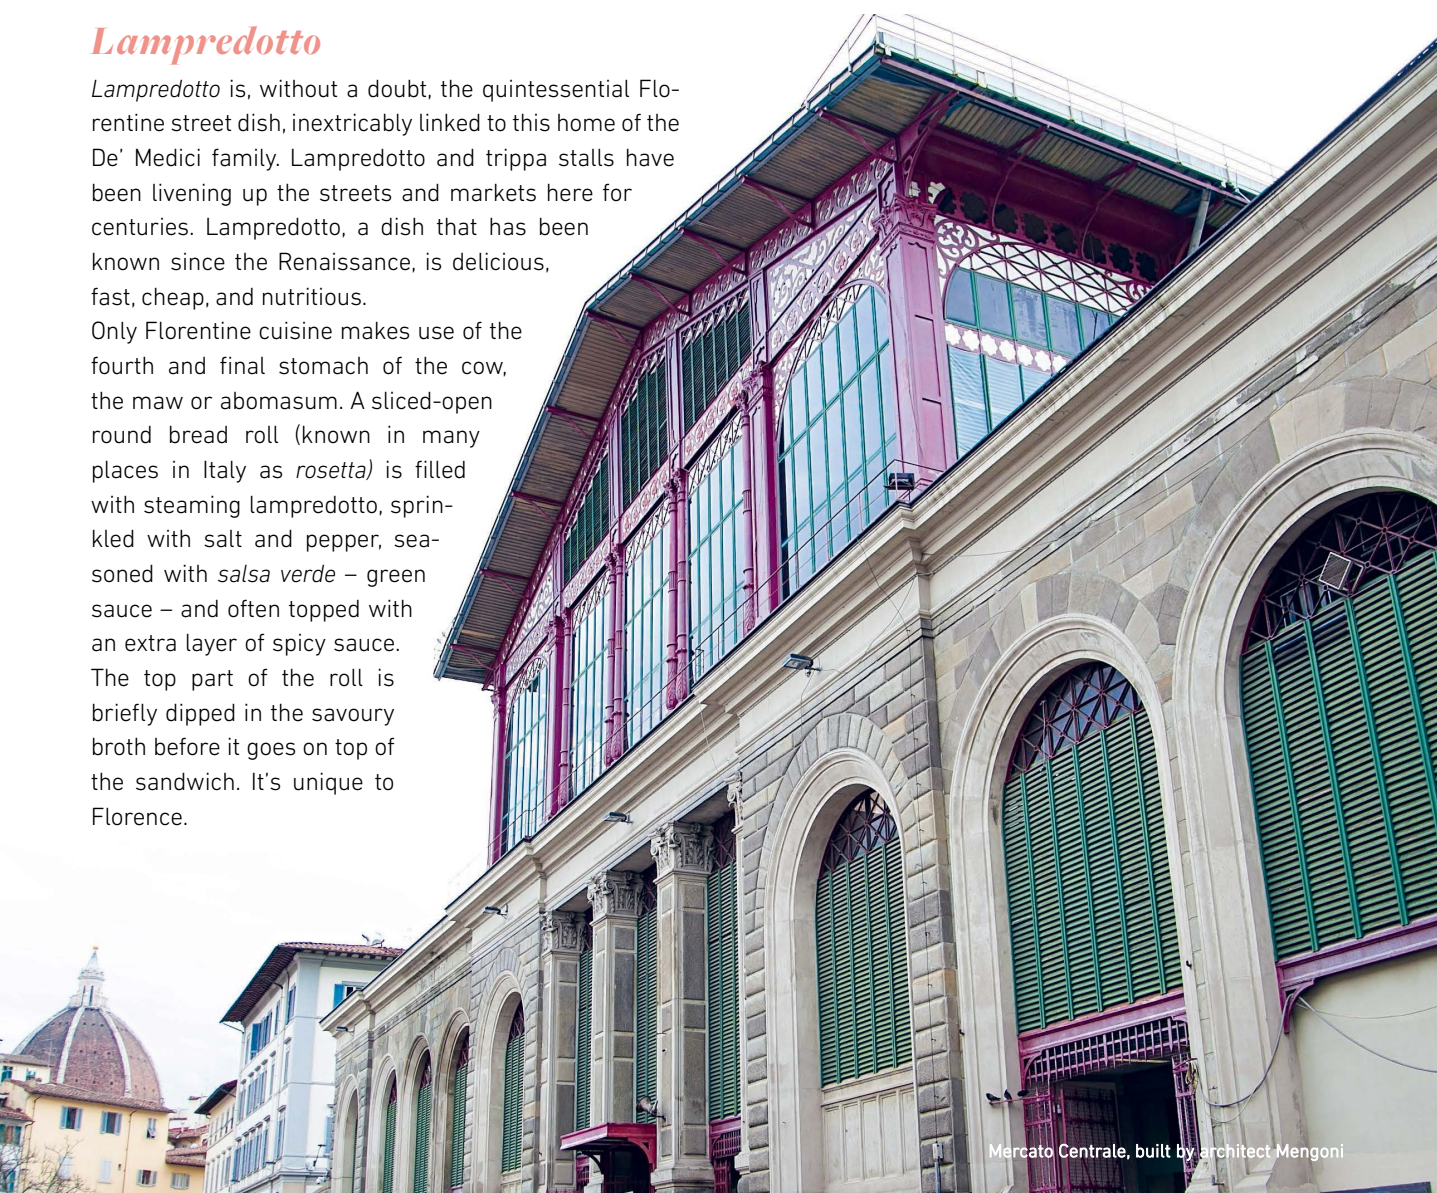 Lampredotto
Lampredotto is, without a doubt, the quintessential Flo-
rentine street dish, inextricably linked to this home of the
De’ Medici family. Lampredotto and trippa stalls have
been livening up the streets and markets here for
centuries. Lampredotto, a dish that has been
known since the Renaissance, is delicious,
fast, cheap, and nutritious.
Only Florentine cuisine makes use of the
fourth and final stomach of the cow,
the maw or abomasum. A sliced-open
round bread roll (known in many
places in Italy as rosetta) is filled
with steaming lampredotto, sprin-
kled with salt and pepper, sea-
soned with salsa verde – green
sauce – and often topped with
an extra layer of spicy sauce.
The top part of the roll is
briefly dipped in the savoury
broth before it goes on top of
the sandwich. It’s unique to
Florence.
Mercato Centrale, built by architect Mengoni